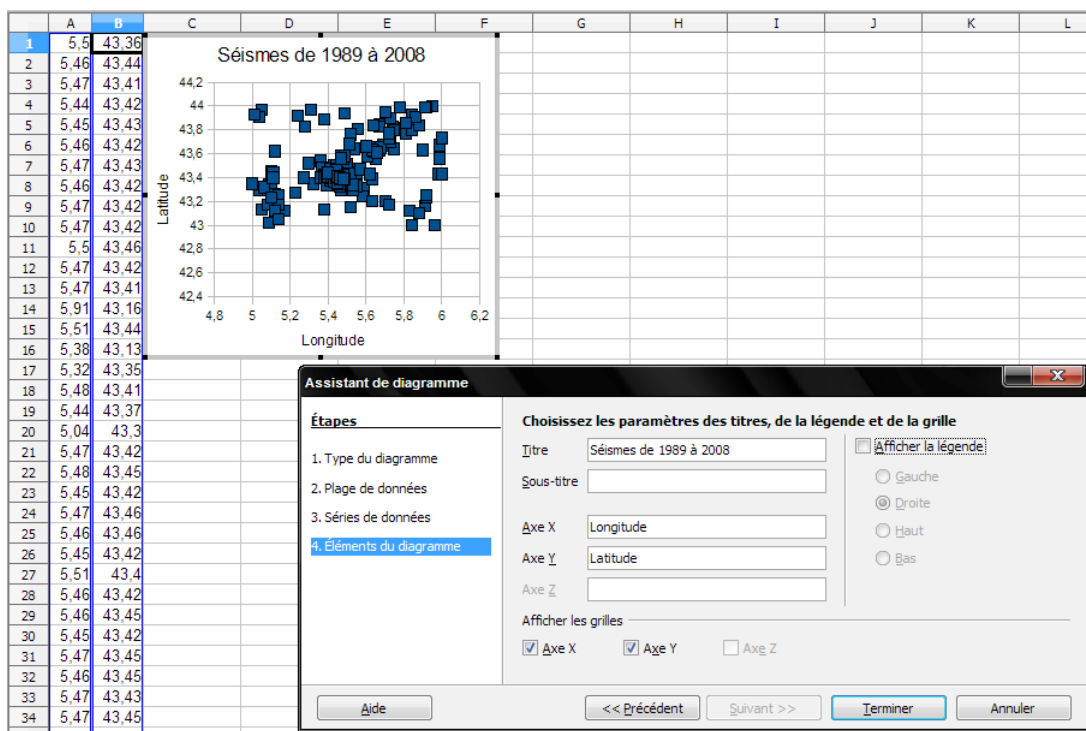 A B C D E F G H I J K L
1 5,5 43,36
2 5,46 43,44
3 5,47 43,41
4 5,44 43,42
5 5,45 43,43
6 5,46 43,42
7 5,47 43,43
8 5,46 43,42
9 5,47 43,42
10 5,47 43,42
11 5,5 43,46
12 5,47 43,42
13 5,47 43,41
14 5,91 43,16
15 5,51 43,44
16 5,38 43,13
17 5,32 43,35
18 5,48 43,41
19 5,44 43,37
20 5,04 43,3
21 5,47 43,42
22 5,48 43,45
23 5,45 43,42
24 5,47 43,46
25 5,46 43,46
26 5,45 43,42
27 5,51 43,4
28 5,46 43,42
29 5,46 43,45
30 5,45 43,42
31 5,47 43,45
32 5,46 43,45
33 5,47 43,43
34 5,47 43,45
Séismes de 1989 à 2008
44,2
44
43,8
43,6
43,4
43,2
43
42,8
42,6
42,4
Latitude
4,8 5 5,2 5,4 5,6 5,8 6 6,2
Longitude
Assistant de diagramme
X
Étapes
1. Type du diagramme
2. Plage de données
3. Séries de données
4. Éléments du diagramme
Choisissez les paramètres des titres, de la légende et de la grille
Titre Séismes de 1989 à 2008
Sous-titre
Axe X Longitude
Axe Y Latitude
Axe Z
Afficher la légende
Gauche
Droite
Haut
Bas
Afficher les grilles
Axe X Axe Y Axe Z
Aide << Précédent Suivant >> Terminer Annuler